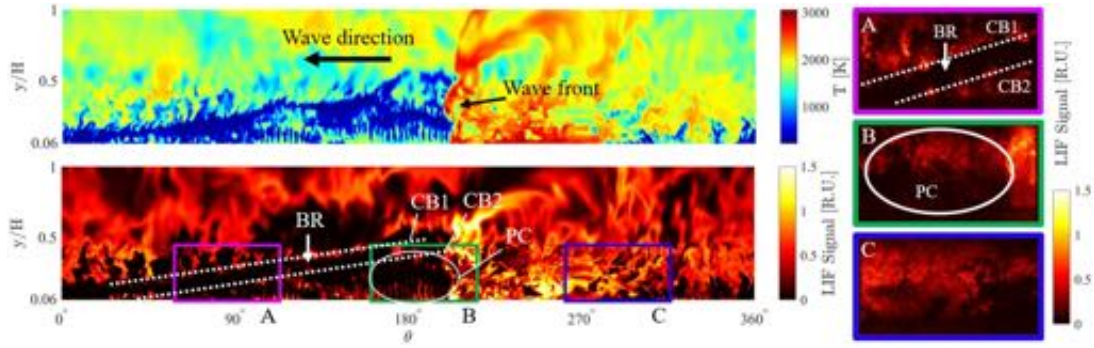 1
Wave direction
y/H
0.5
Wave front
0.06
3000
2000
1000
T [K]
1
CB1
CB2
BR
PC
y/H
0.5
0.06
1.5
1
0.5
0
LIF Signal [R.U.]
0°
90°
A
180°
B
270°
C
360°
θ
A
BR
CB1
CB2
B
PC
C
LIF Signal [R.U.]
1.5
1
0.5
0